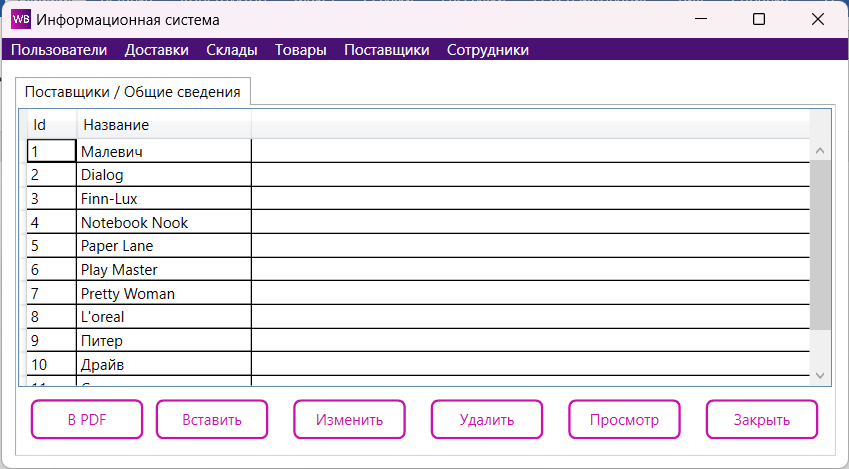 WB Информационная система
Пользователи Доставки Склады Товары Поставщики Сотрудники
Поставщики / Общие сведения
Id Название
1 Малевич
2 Dialog
3 Finn-Lux
4 Notebook Nook
5 Paper Lane
6 Play Master
7 Pretty Woman
8 L'oreal
9 Питер
10 Драйв
В PDF Вставить Изменить Удалить Просмотр Закрыть